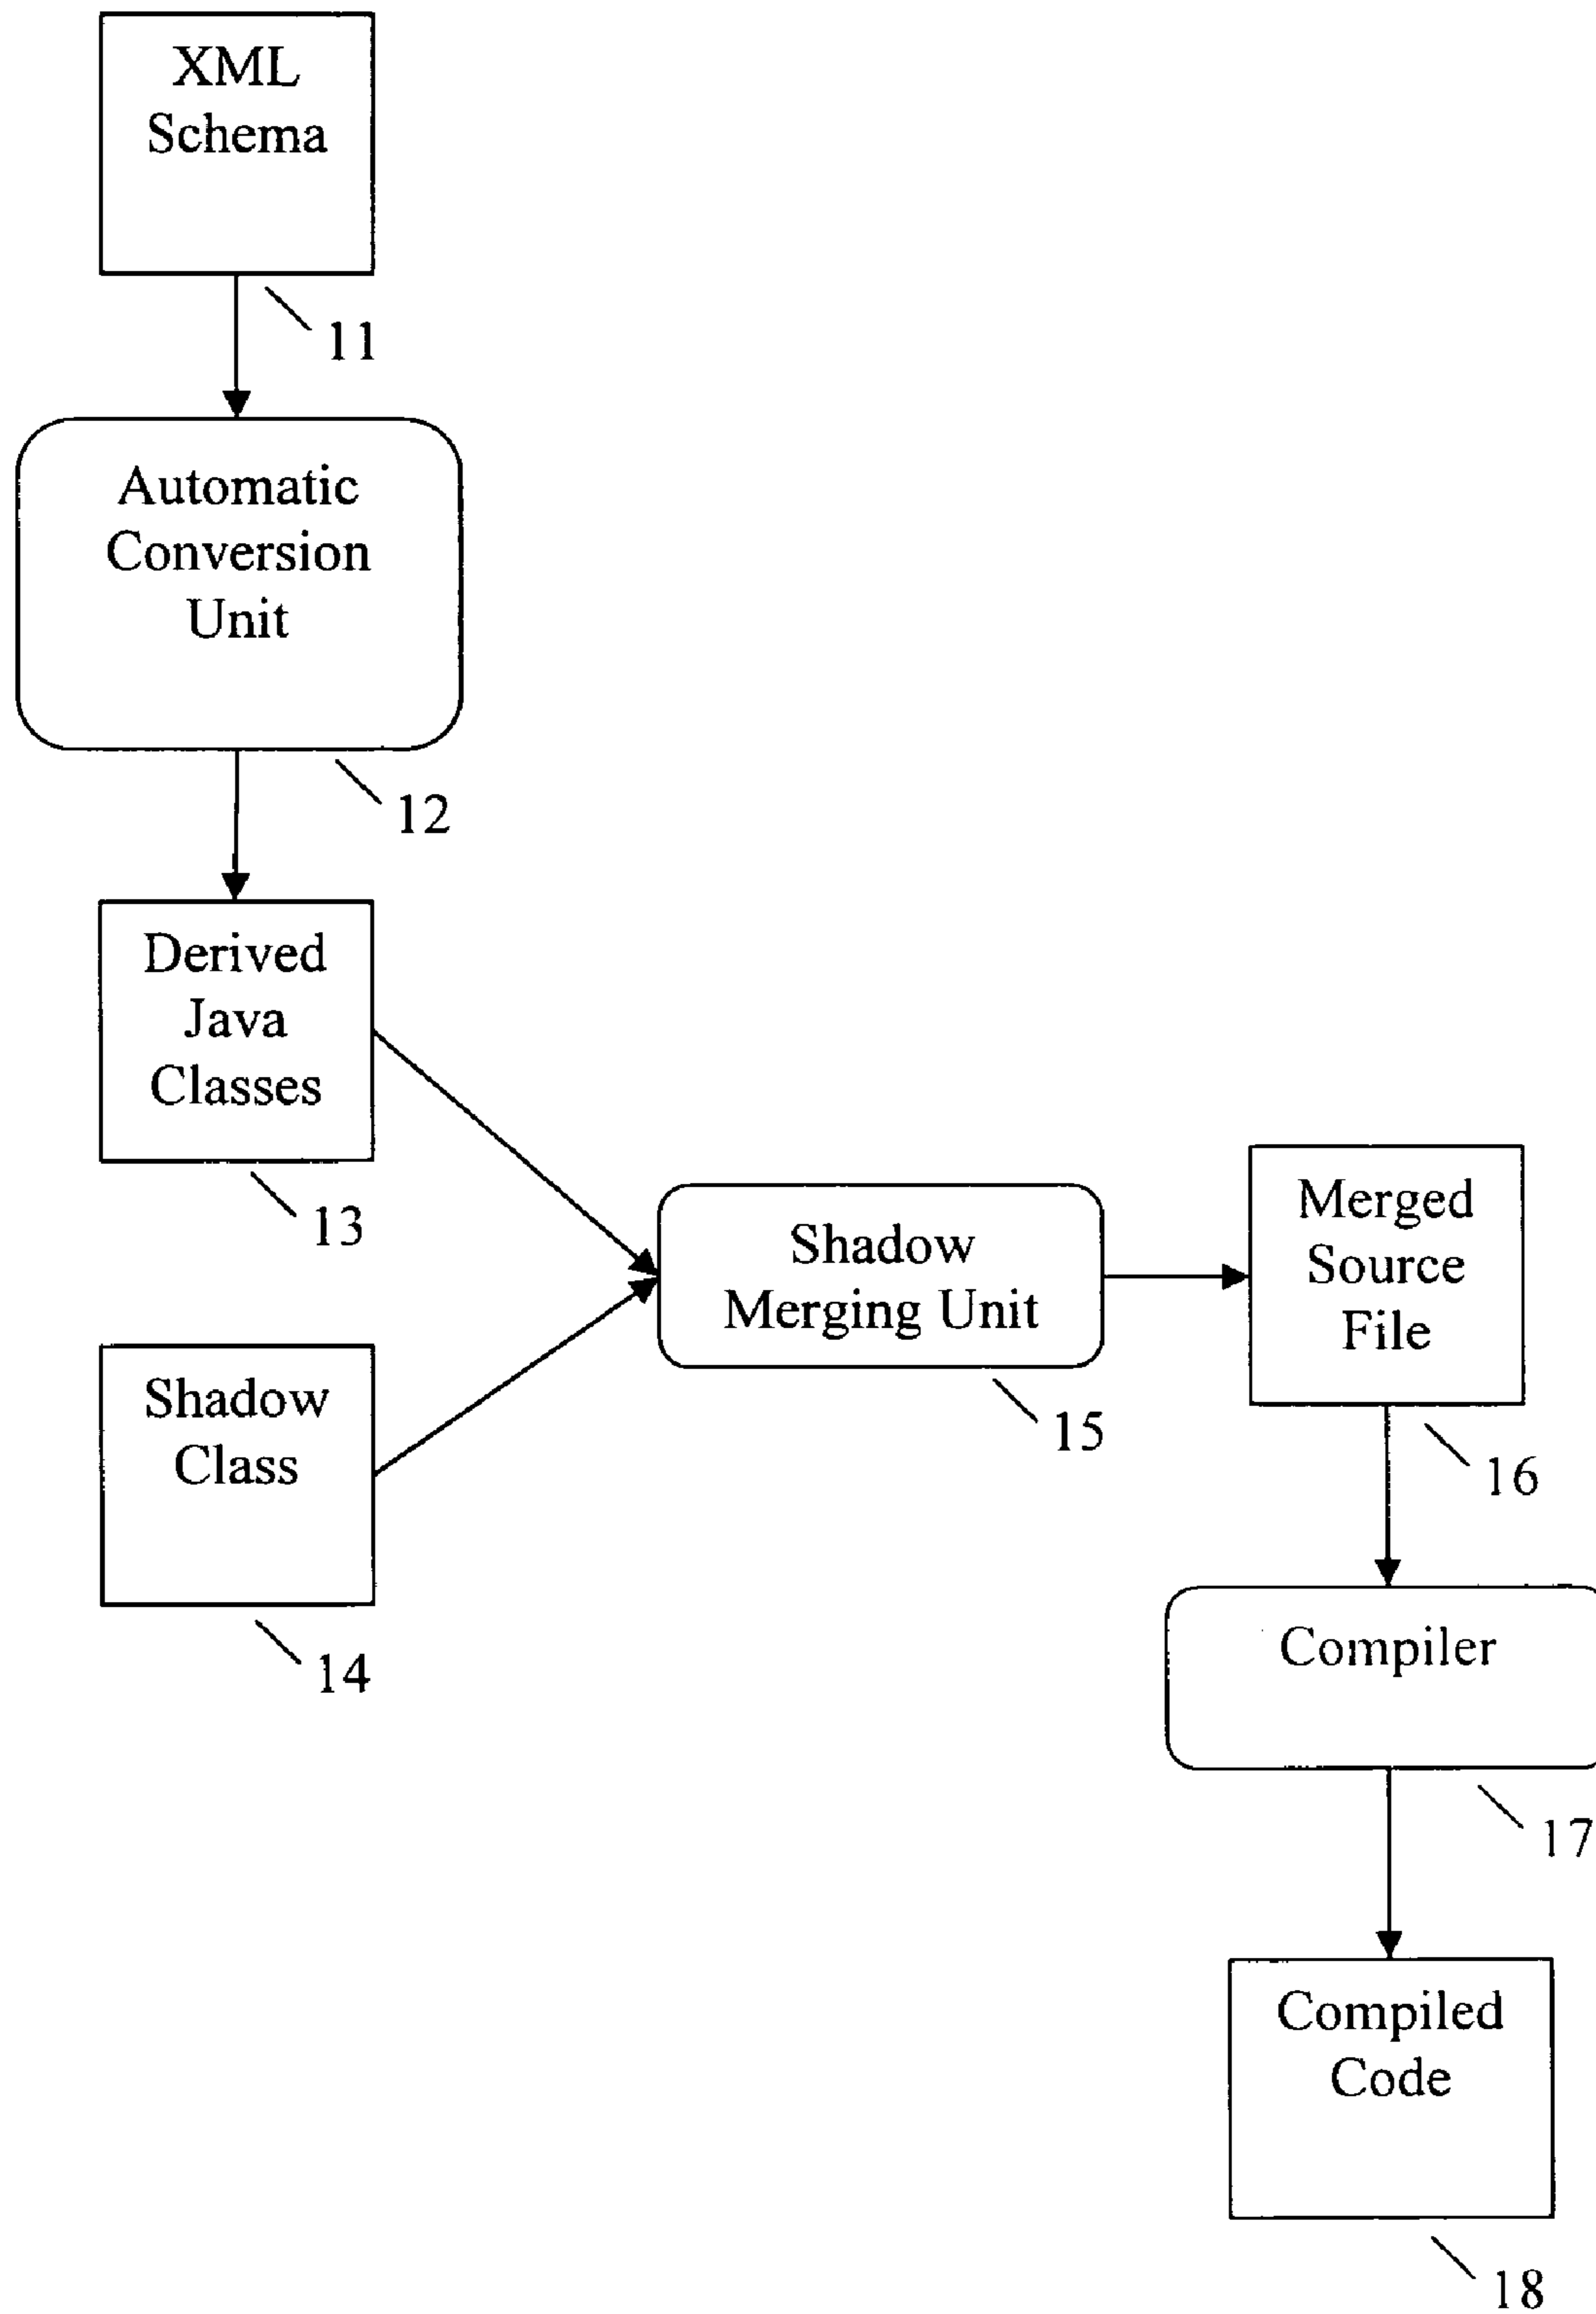 XML
Schema
11
Automatic
Conversion
Unit
12
Derived
Java
Classes
13
Shadow
Class
14
Shadow
Merging Unit
15
Merged
Source
File
16
Compiler
17
Compiled
Code
18